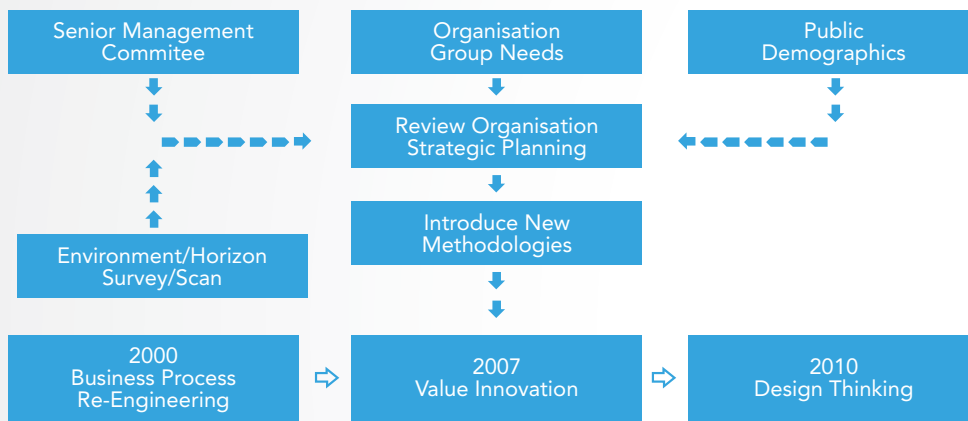 Senior Management
Commitee
Organisation
Group Needs
Public
Demographics
Review Organisation
Strategic Planning
Introduce New
Methodologies
Environment/Horizon
Survey/Scan
2000
Business Process
Re-Engineering
2007
Value Innovation
2010
Design Thinking